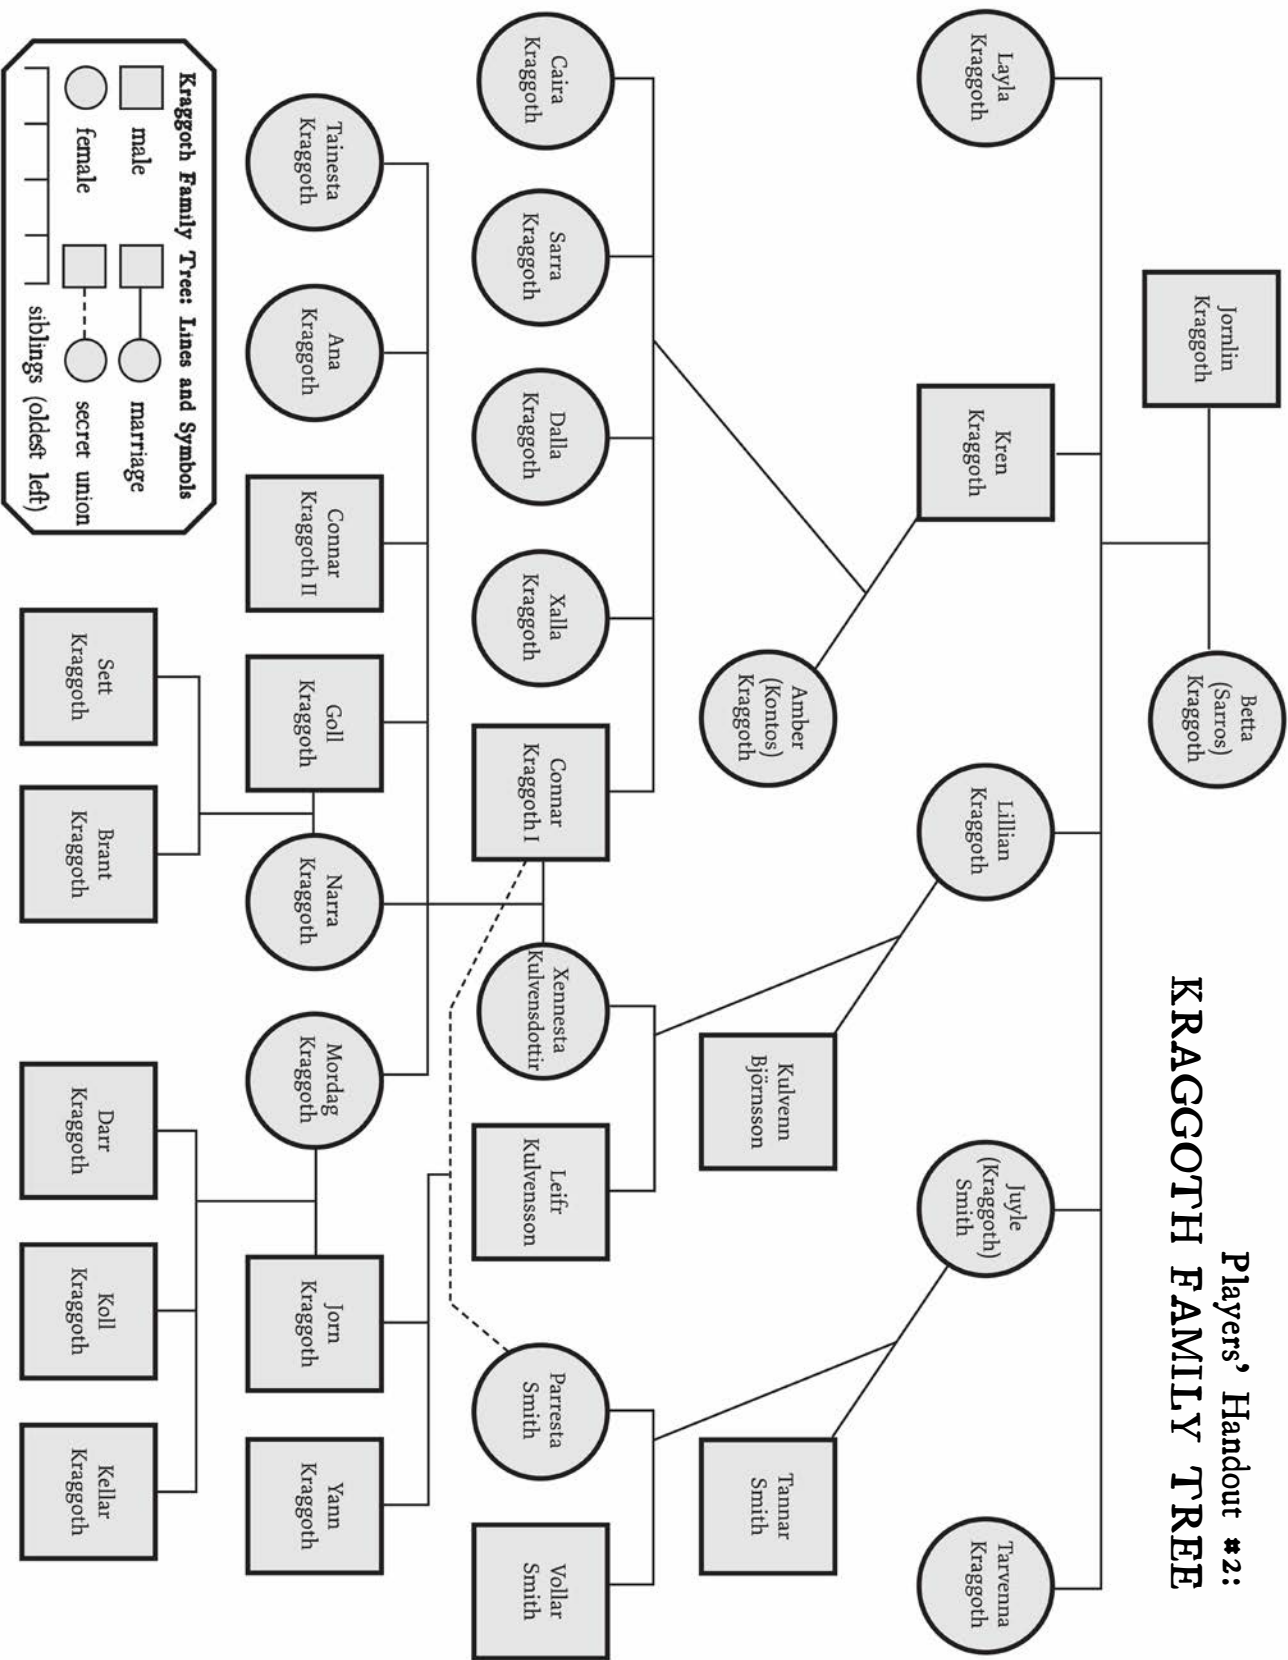 Players' Handout #2:
KRAGGOTH FAMILY TREE
Jornlin
Kraggoth
Betta
(Sarros)
Kraggoth
Layla
Kraggoth
Kren
Kraggoth
Lillian
Kraggoth
Juyle
(Kraggoth)
Smith
Tarvenna
Kraggoth
Amber
(Kontos)
Kraggoth
Kulvenn
Björnsson
Tannar
Smith
Caira
Kraggoth
Sarra
Kraggoth
Dalla
Kraggoth
Xalla
Kraggoth
Connar
Kraggoth I
Xennesta
Kulvensdottir
Leifr
Kulvensson
Parresta
Smith
Vollar
Smith
Tainesta
Kraggoth
Ana
Kraggoth
Connar
Kraggoth II
Goll
Kraggoth
Narra
Kraggoth
Mordag
Kraggoth
Jorn
Kraggoth
Yann
Kraggoth
Sett
Kraggoth
Brant
Kraggoth
Darr
Kraggoth
Koll
Kraggoth
Kellar
Kraggoth
Kraggoth Family Tree: Lines and Symbols
male
marriage
female
secret union
siblings (oldest left)